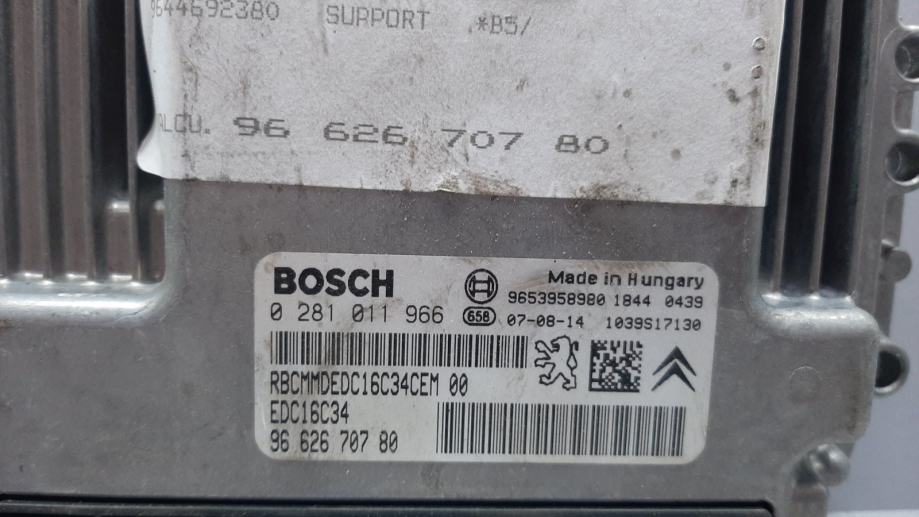 9644692380 SUPPORT *B5/
ALCU. 96 626 707 80
BOSCH
Made in Hungary
9653958980 1844 0439
0 281 011 966 658 07-08-14 1039S17130
RBCMMDEDC16C34CEM 00
EDC16C34
96 626 707 80